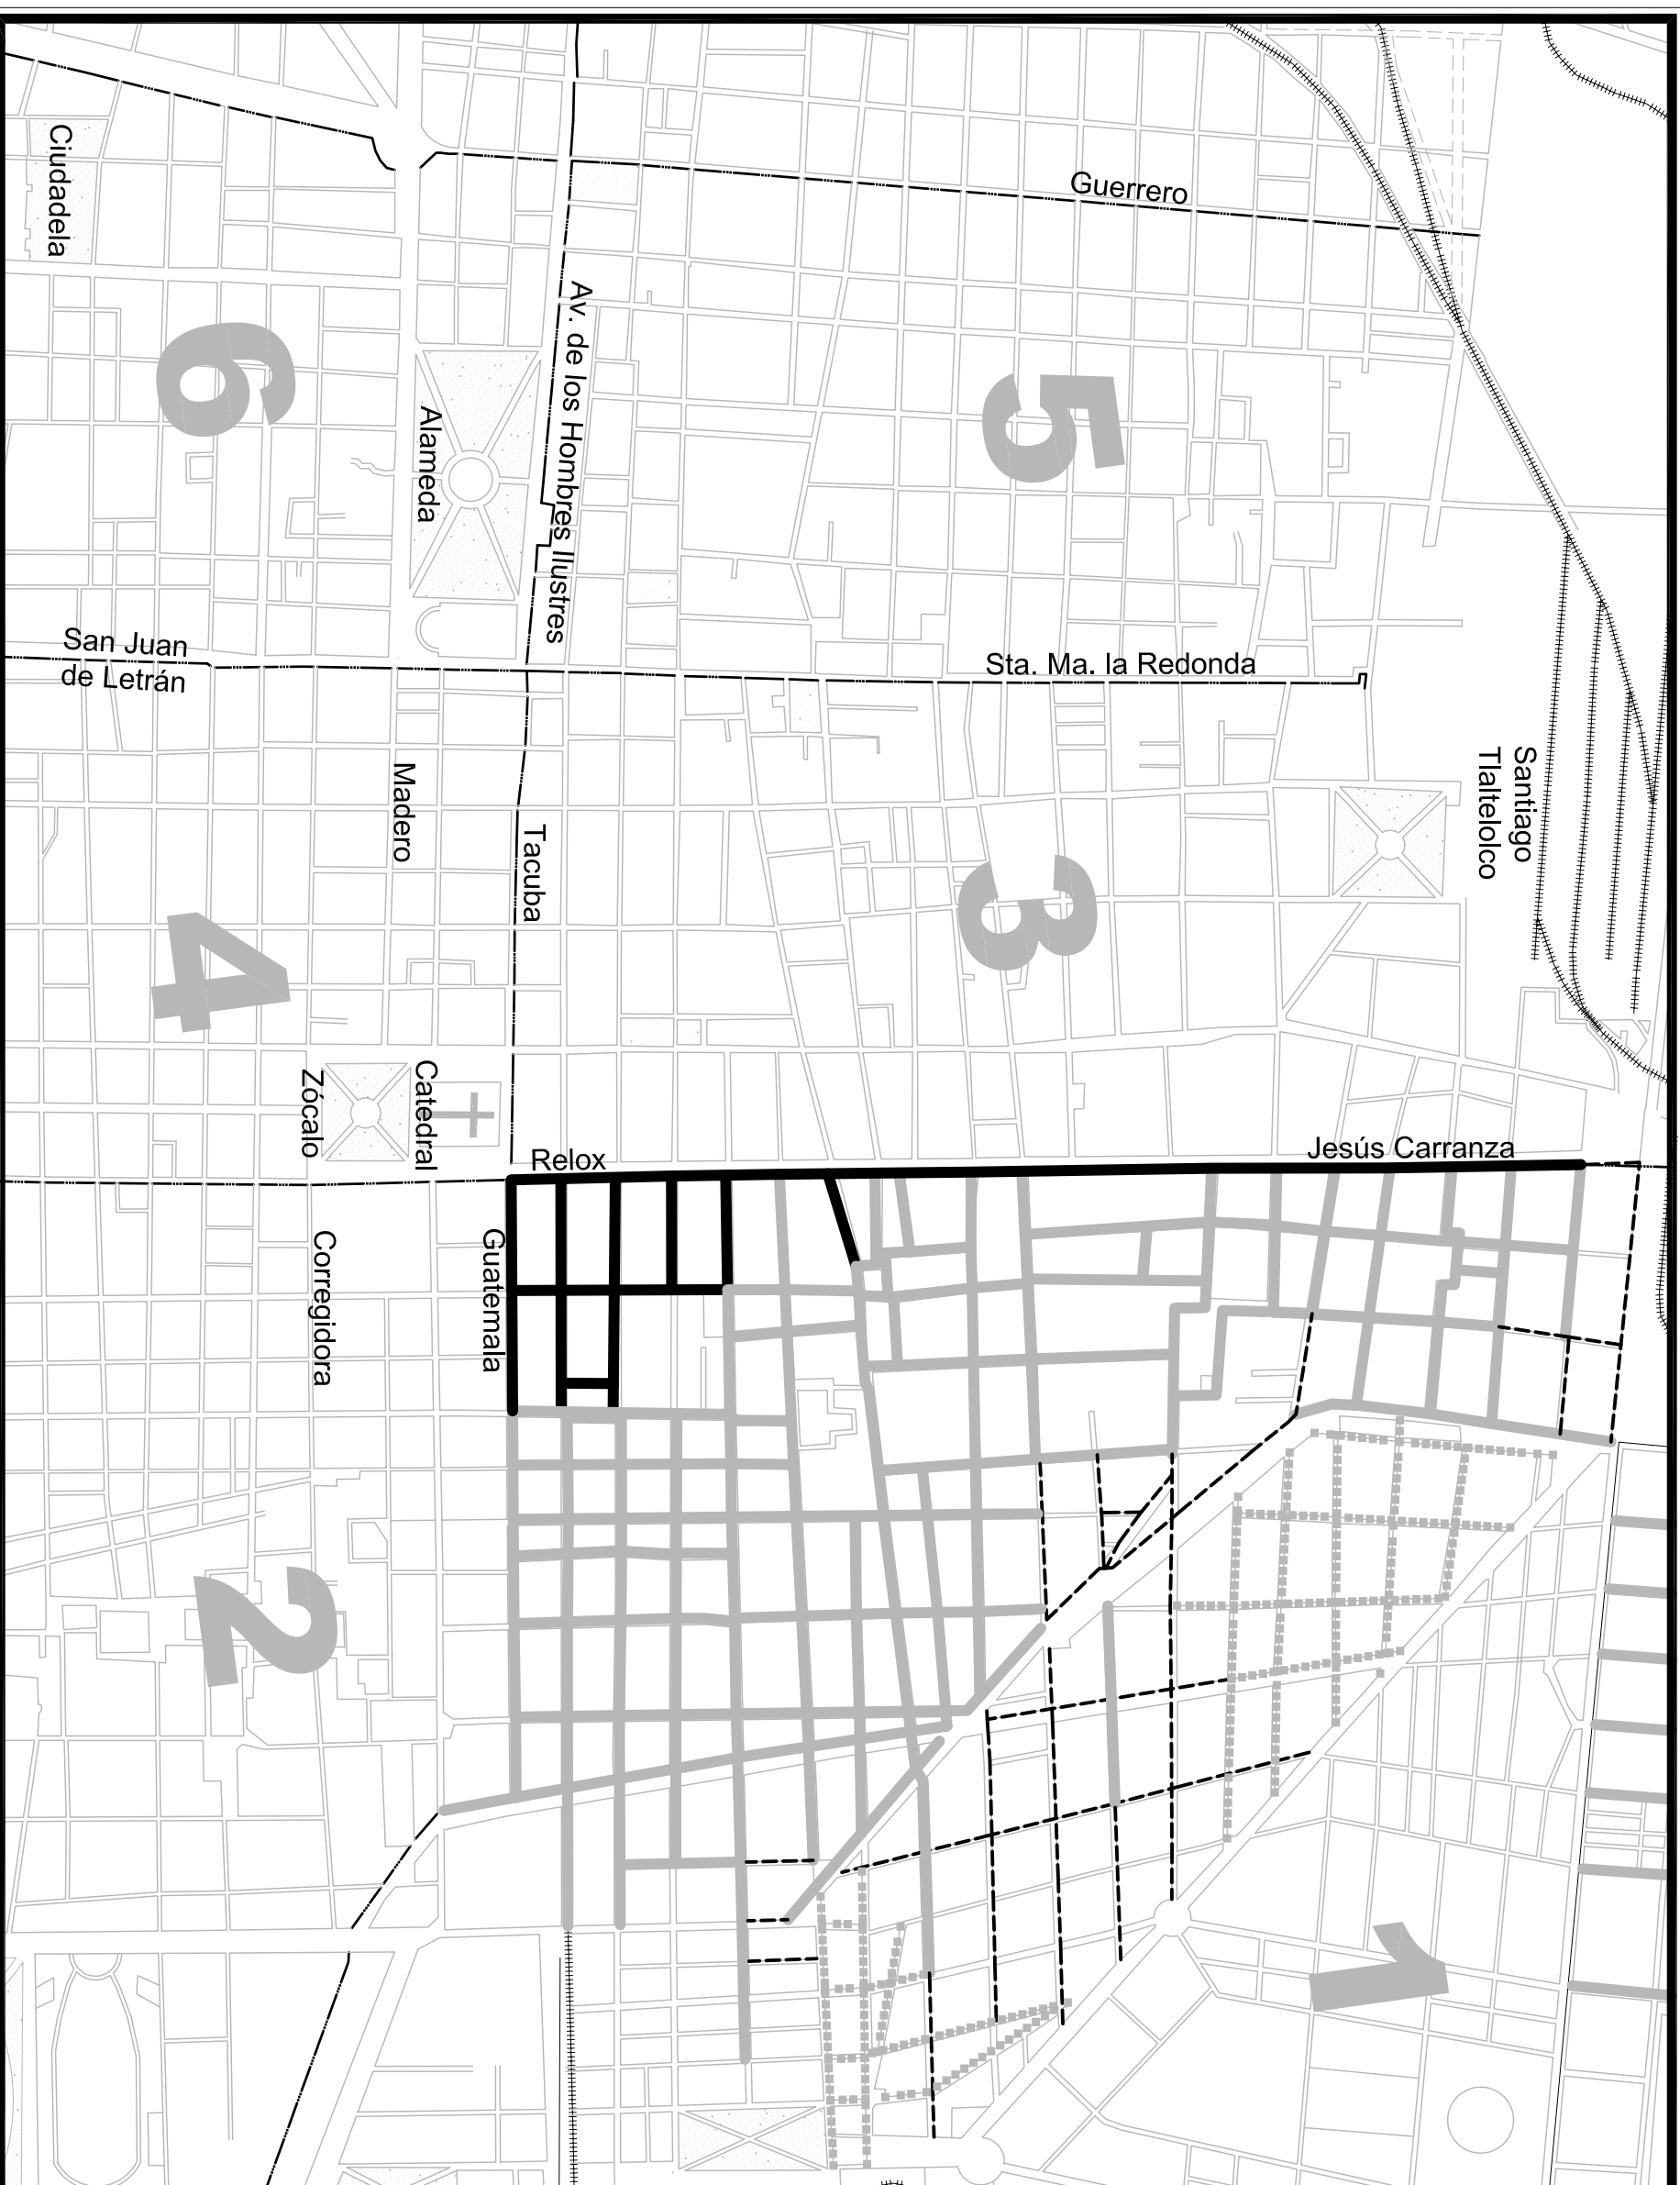 Ciudadela
Guerrero
6
5
Av. de los Hombres Ilustres
Alameda
San Juan
de Letrán
Sta. Ma. la Redonda
Santiago
Tlaltelolco
Madero
Tacuba
4
3
Zócalo
Catedral
Relox
Jesús Carranza
Corregidora
Guatemala
2
1